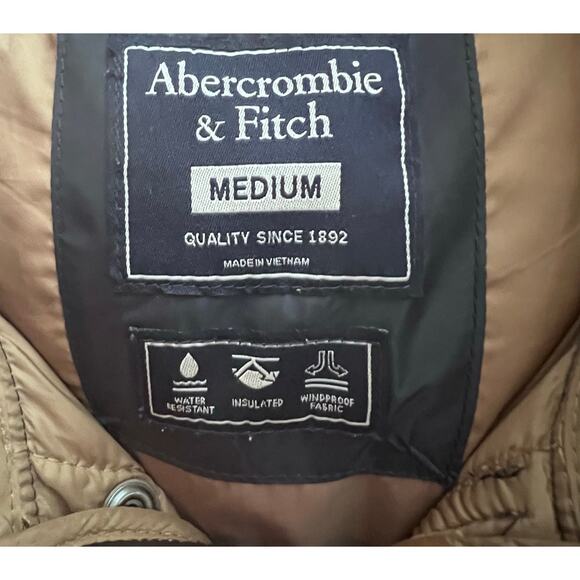 Abercrombie
& Fitch
MEDIUM
QUALITY SINCE 1892
MADE IN VIETNAM
WATER
RESISTANT
INSULATED
WINDPROOF
FABRIC